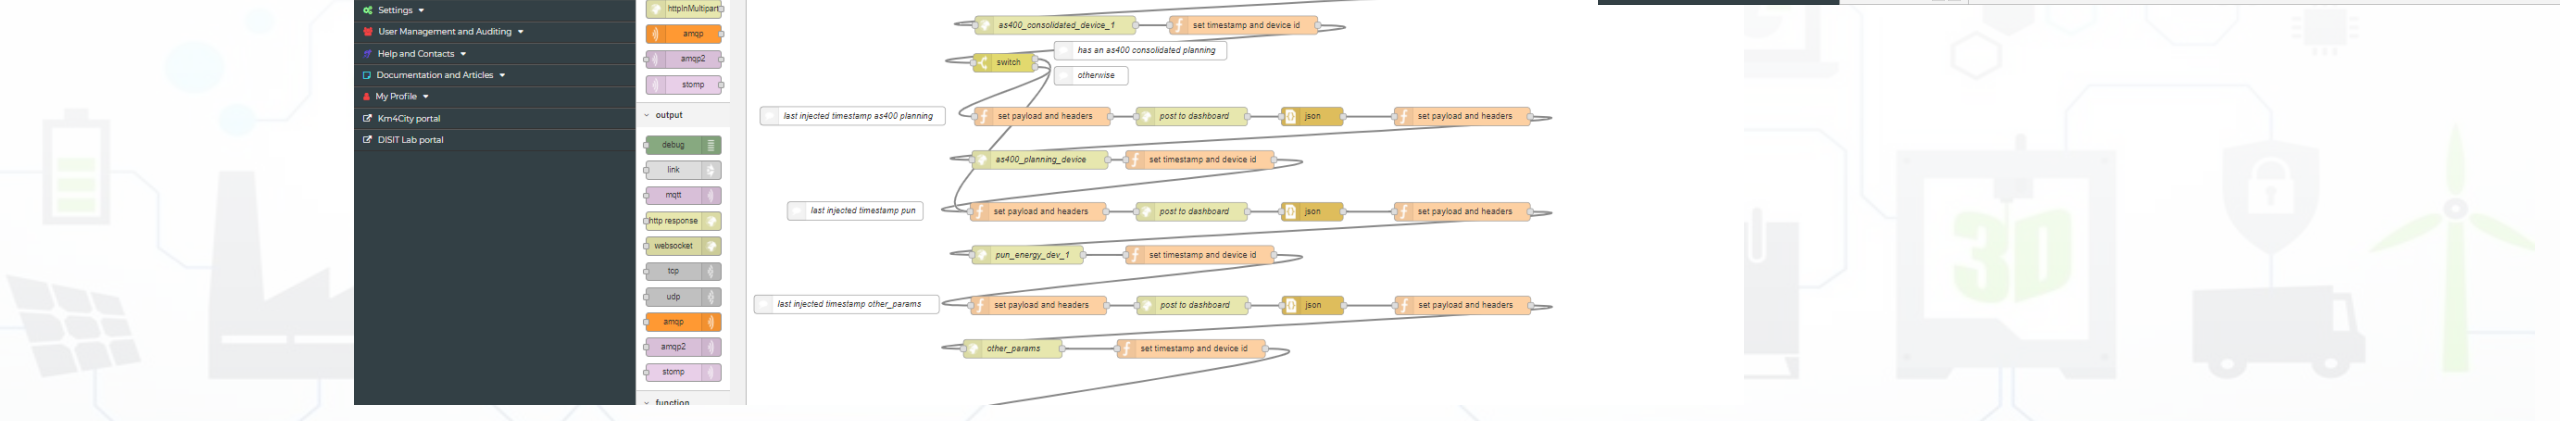 Settings
User Management and Auditing
Help and Contacts
Documentation and Articles
My Profile
Km4City portal
DISIT Lab portal
httpInMultipart
amqp
amqp2
stomp
output
debug
link
mqtt
http response
websocket
tcp
udp
amqp
amqp2
stomp
function
as400_consolidated_device_1
set timestamp and device id
switch
has an as400 consolidated planning
otherwise
last injected timestamp as400 planning
set payload and headers
post to dashboard
json
set payload and headers
as400_planning_device
set timestamp and device id
last injected timestamp pun
set payload and headers
post to dashboard
json
set payload and headers
pun_energy_dev_1
set timestamp and device id
last injected timestamp other_params
set payload and headers
post to dashboard
json
set payload and headers
other_params
set timestamp and device id
3D